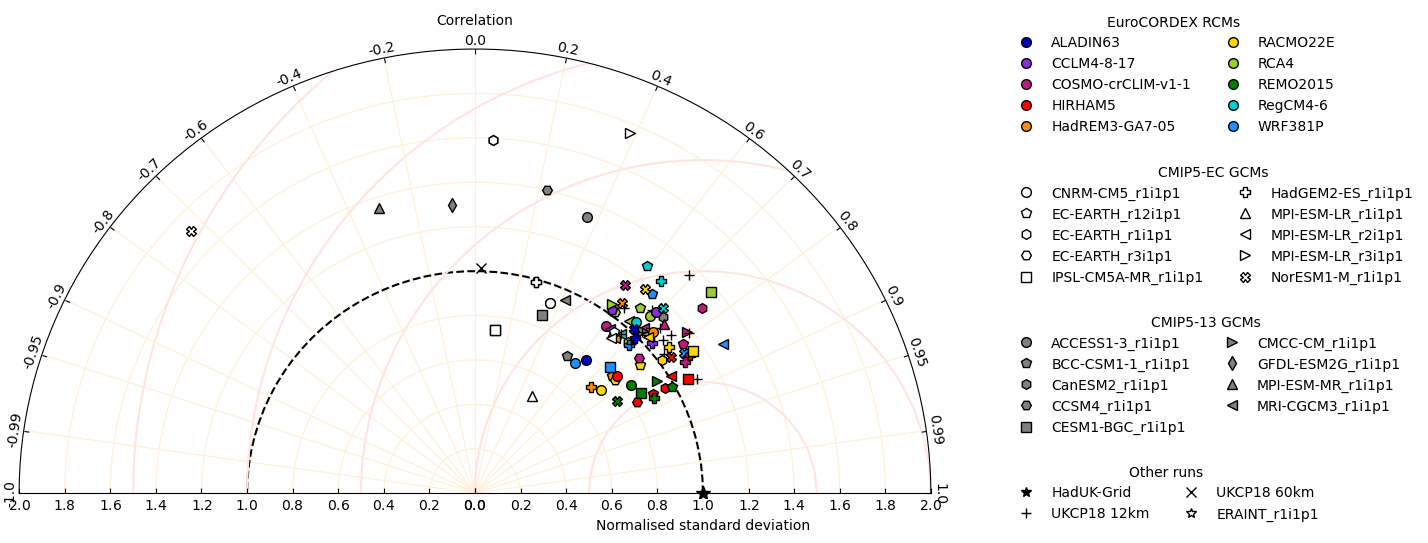 Correlation
-0.2
0.0
0.2
-0.4
0.4
-0.6
0.6
-0.7
0.7
-0.8
0.8
-0.9
0.9
-0.95
0.95
-0.99
0.99
1.0
1.0
2.0 1.8 1.6 1.4 1.2 1.0 0.8 0.6 0.4 0.2 0.0 0.2 0.4 0.6 0.8 1.0 1.2 1.4 1.6 1.8 2.0
Normalised standard deviation
EuroCORDEX RCMs
ALADIN63
CCLM4-8-17
COSMO-crCLIM-v1-1
HIRHAM5
HadREM3-GA7-05
RACMO22E
RCA4
REMO2015
RegCM4-6
WRF381P
CMIP5-EC GCMs
CNRM-CM5_r1i1p1
EC-EARTH_r12i1p1
EC-EARTH_r1i1p1
EC-EARTH_r3i1p1
IPSL-CM5A-MR_r1i1p1
HadGEM2-ES_r1i1p1
MPI-ESM-LR_r1i1p1
MPI-ESM-LR_r2i1p1
MPI-ESM-LR_r3i1p1
NorESM1-M_r1i1p1
CMIP5-13 GCMs
ACCESS1-3_r1i1p1
BCC-CSM1-1_r1i1p1
CanESM2_r1i1p1
CCSM4_r1i1p1
CESM1-BGC_r1i1p1
CMCC-CM_r1i1p1
GFDL-ESM2G_r1i1p1
MPI-ESM-MR_r1i1p1
MRI-CGCM3_r1i1p1
Other runs
HadUK-Grid
UKCP18 12km
UKCP18 60km
ERAINT_r1i1p1